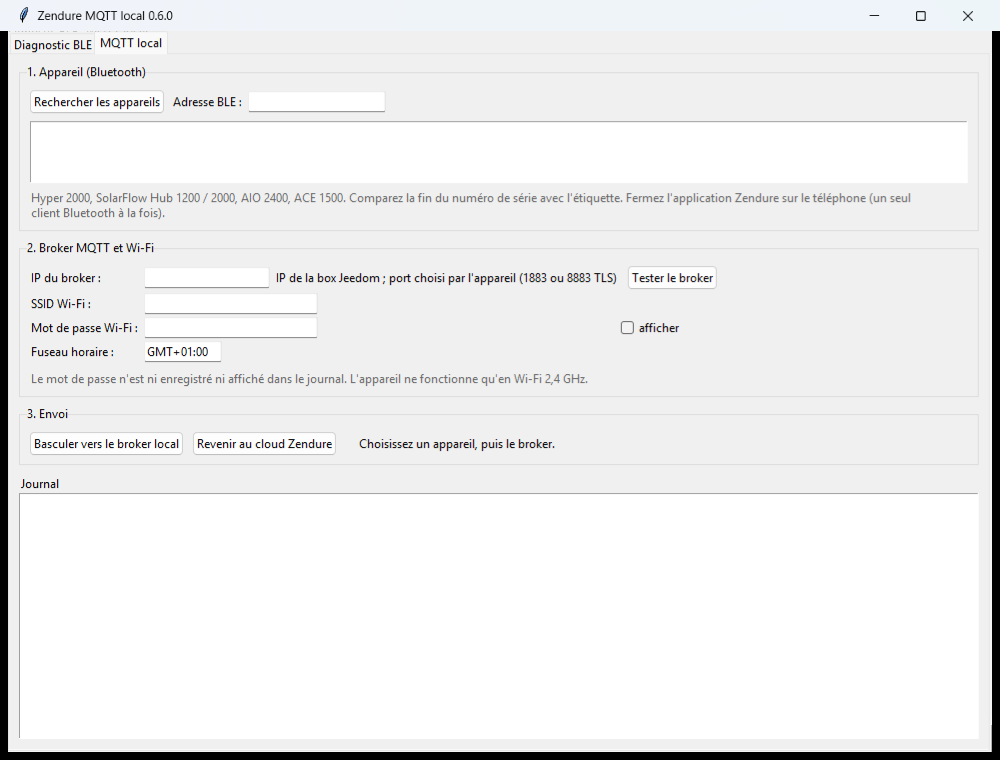 Zendure MQTT local 0.6.0
Diagnostic BLE MQTT local
1. Appareil (Bluetooth)
Rechercher les appareils Adresse BLE :
Hyper 2000, SolarFlow Hub 1200 / 2000, AIO 2400, ACE 1500. Comparez la fin du numéro de série avec l'étiquette. Fermez l'application Zendure sur le téléphone (un seul
client Bluetooth à la fois).
2. Broker MQTT et Wi-Fi
IP du broker : IP de la box Jeedom ; port choisi par l'appareil (1883 ou 8883 TLS) Tester le broker
SSID Wi-Fi :
Mot de passe Wi-Fi : afficher
Fuseau horaire : GMT+01:00
Le mot de passe n'est ni enregistré ni affiché dans le journal. L'appareil ne fonctionne qu'en Wi-Fi 2,4 GHz.
3. Envoi
Basculer vers le broker local Revenir au cloud Zendure Choisissez un appareil, puis le broker.
Journal